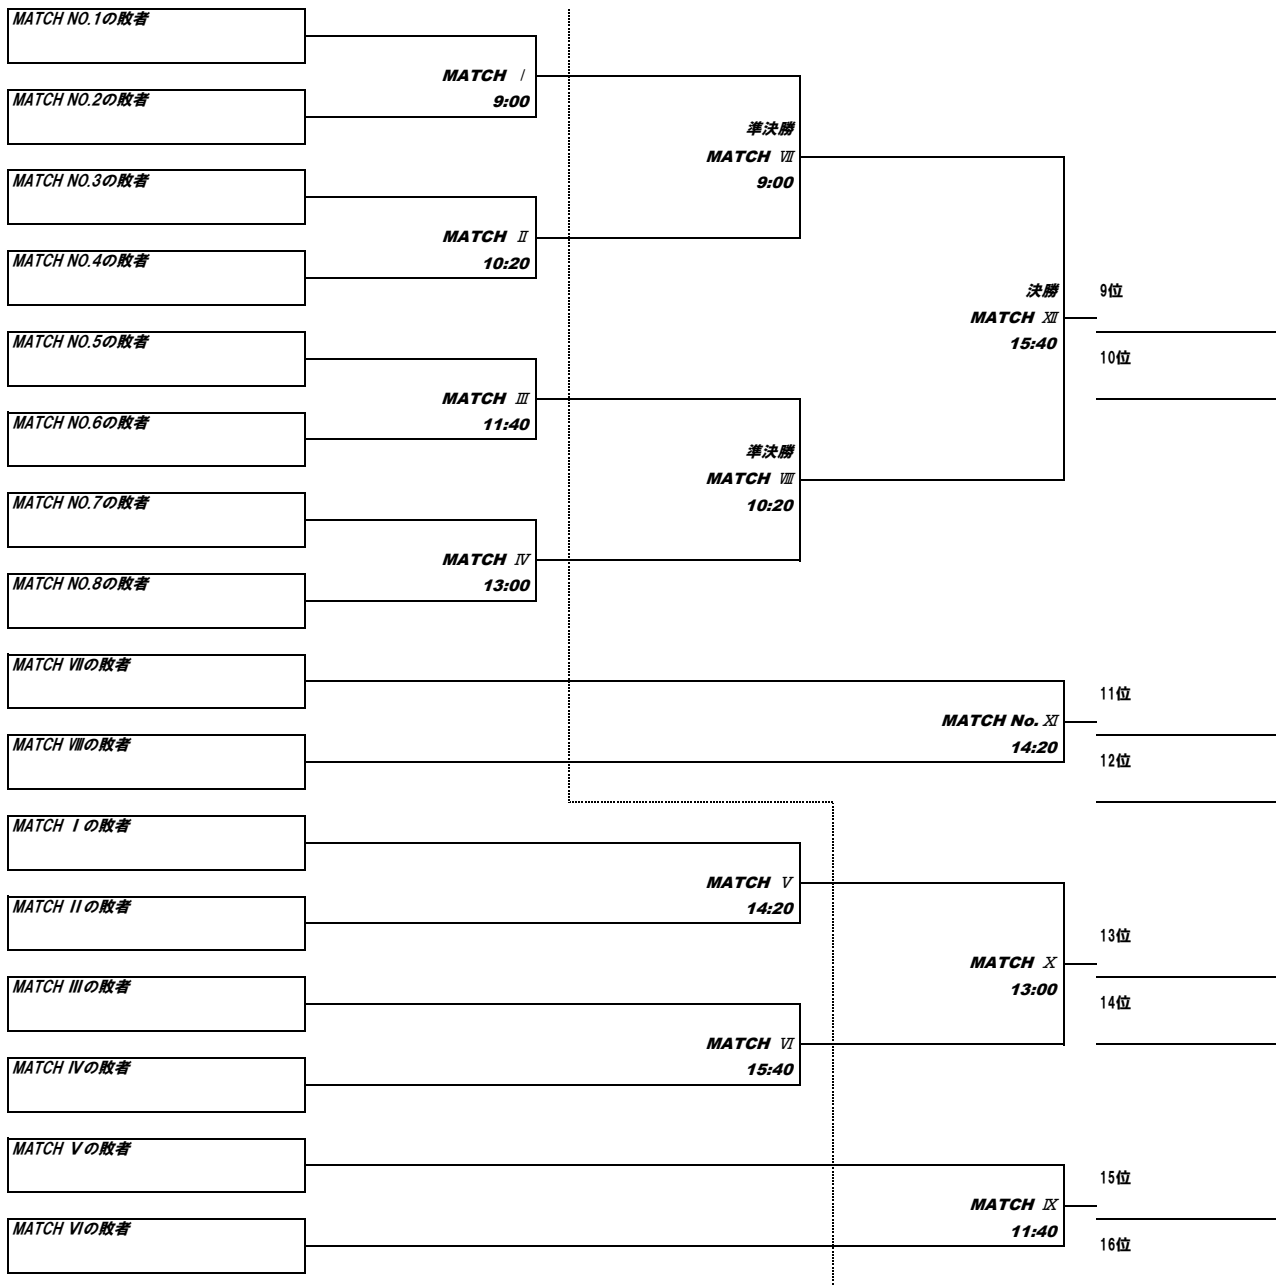 MATCH NO.1の敗者
MATCH Ⅰ
9:00
MATCH NO.2の敗者
準決勝
MATCH Ⅶ
9:00
MATCH NO.3の敗者
MATCH Ⅱ
10:20
MATCH NO.4の敗者
決勝
MATCH Ⅻ
15:40
9位
10位
MATCH NO.5の敗者
MATCH Ⅲ
11:40
MATCH NO.6の敗者
準決勝
MATCH Ⅷ
10:20
MATCH NO.7の敗者
MATCH Ⅳ
13:00
MATCH NO.8の敗者
MATCH Ⅶの敗者
MATCH No. Ⅺ
14:20
11位
12位
MATCH Ⅷの敗者
MATCH Ⅰの敗者
MATCH Ⅴ
14:20
MATCH Ⅱの敗者
MATCH Ⅹ
13:00
13位
14位
MATCH Ⅲの敗者
MATCH Ⅵ
15:40
MATCH Ⅳの敗者
MATCH Ⅴの敗者
MATCH Ⅸ
11:40
15位
16位
MATCH Ⅵの敗者